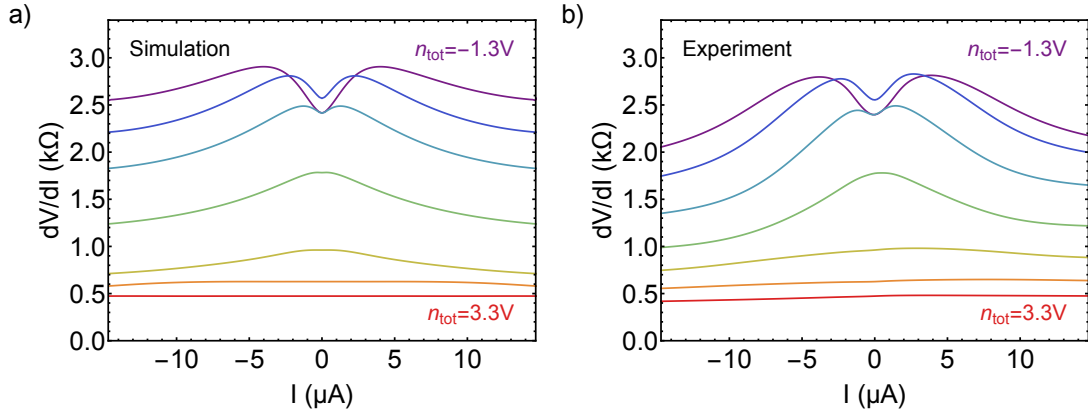 a)
Simulation
n_tot=−1.3V
n_tot=3.3V
dV/dI (kΩ)
3.0
2.5
2.0
1.5
1.0
0.5
0.0
−10 −5 0 5 10
I (µA)
b)
Experiment
n_tot=−1.3V
n_tot=3.3V
dV/dI (kΩ)
3.0
2.5
2.0
1.5
1.0
0.5
0.0
−10 −5 0 5 10
I (µA)